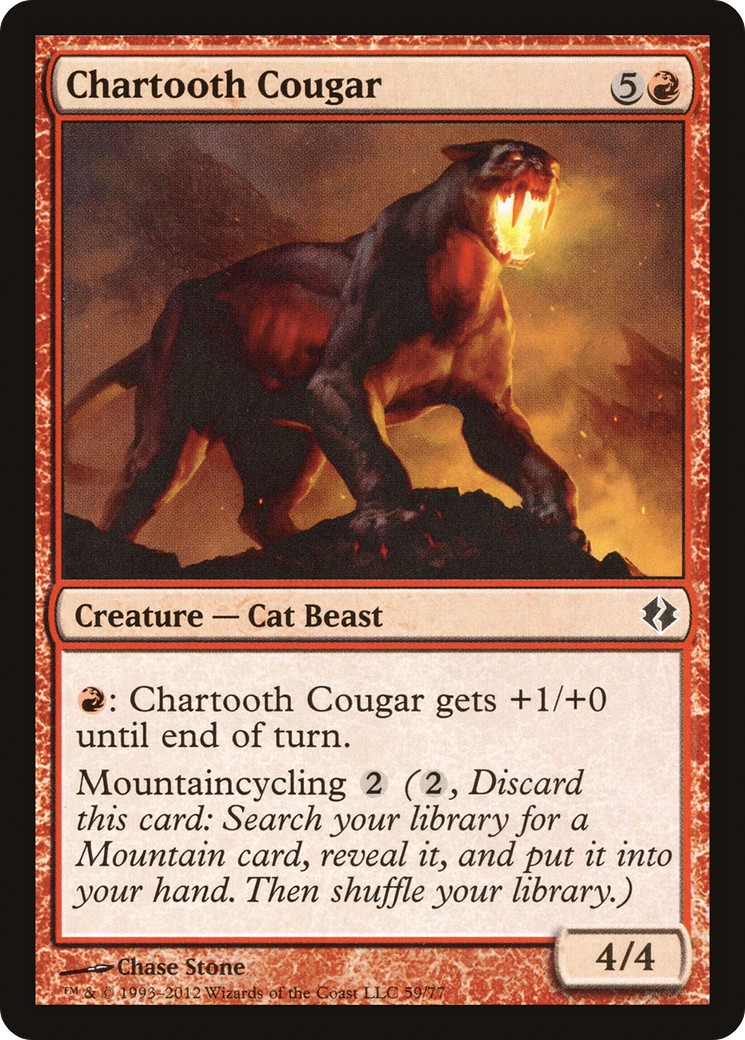 Chartooth Cougar 5
Creature — Cat Beast
: Chartooth Cougar gets +1/+0
until end of turn.
Mountaincycling 2 (2, Discard
this card: Search your library for a
Mountain card, reveal it, and put it into
your hand. Then shuffle your library.)
4/4
Chase Stone
™ & © 1993–2012 Wizards of the Coast LLC 59/77